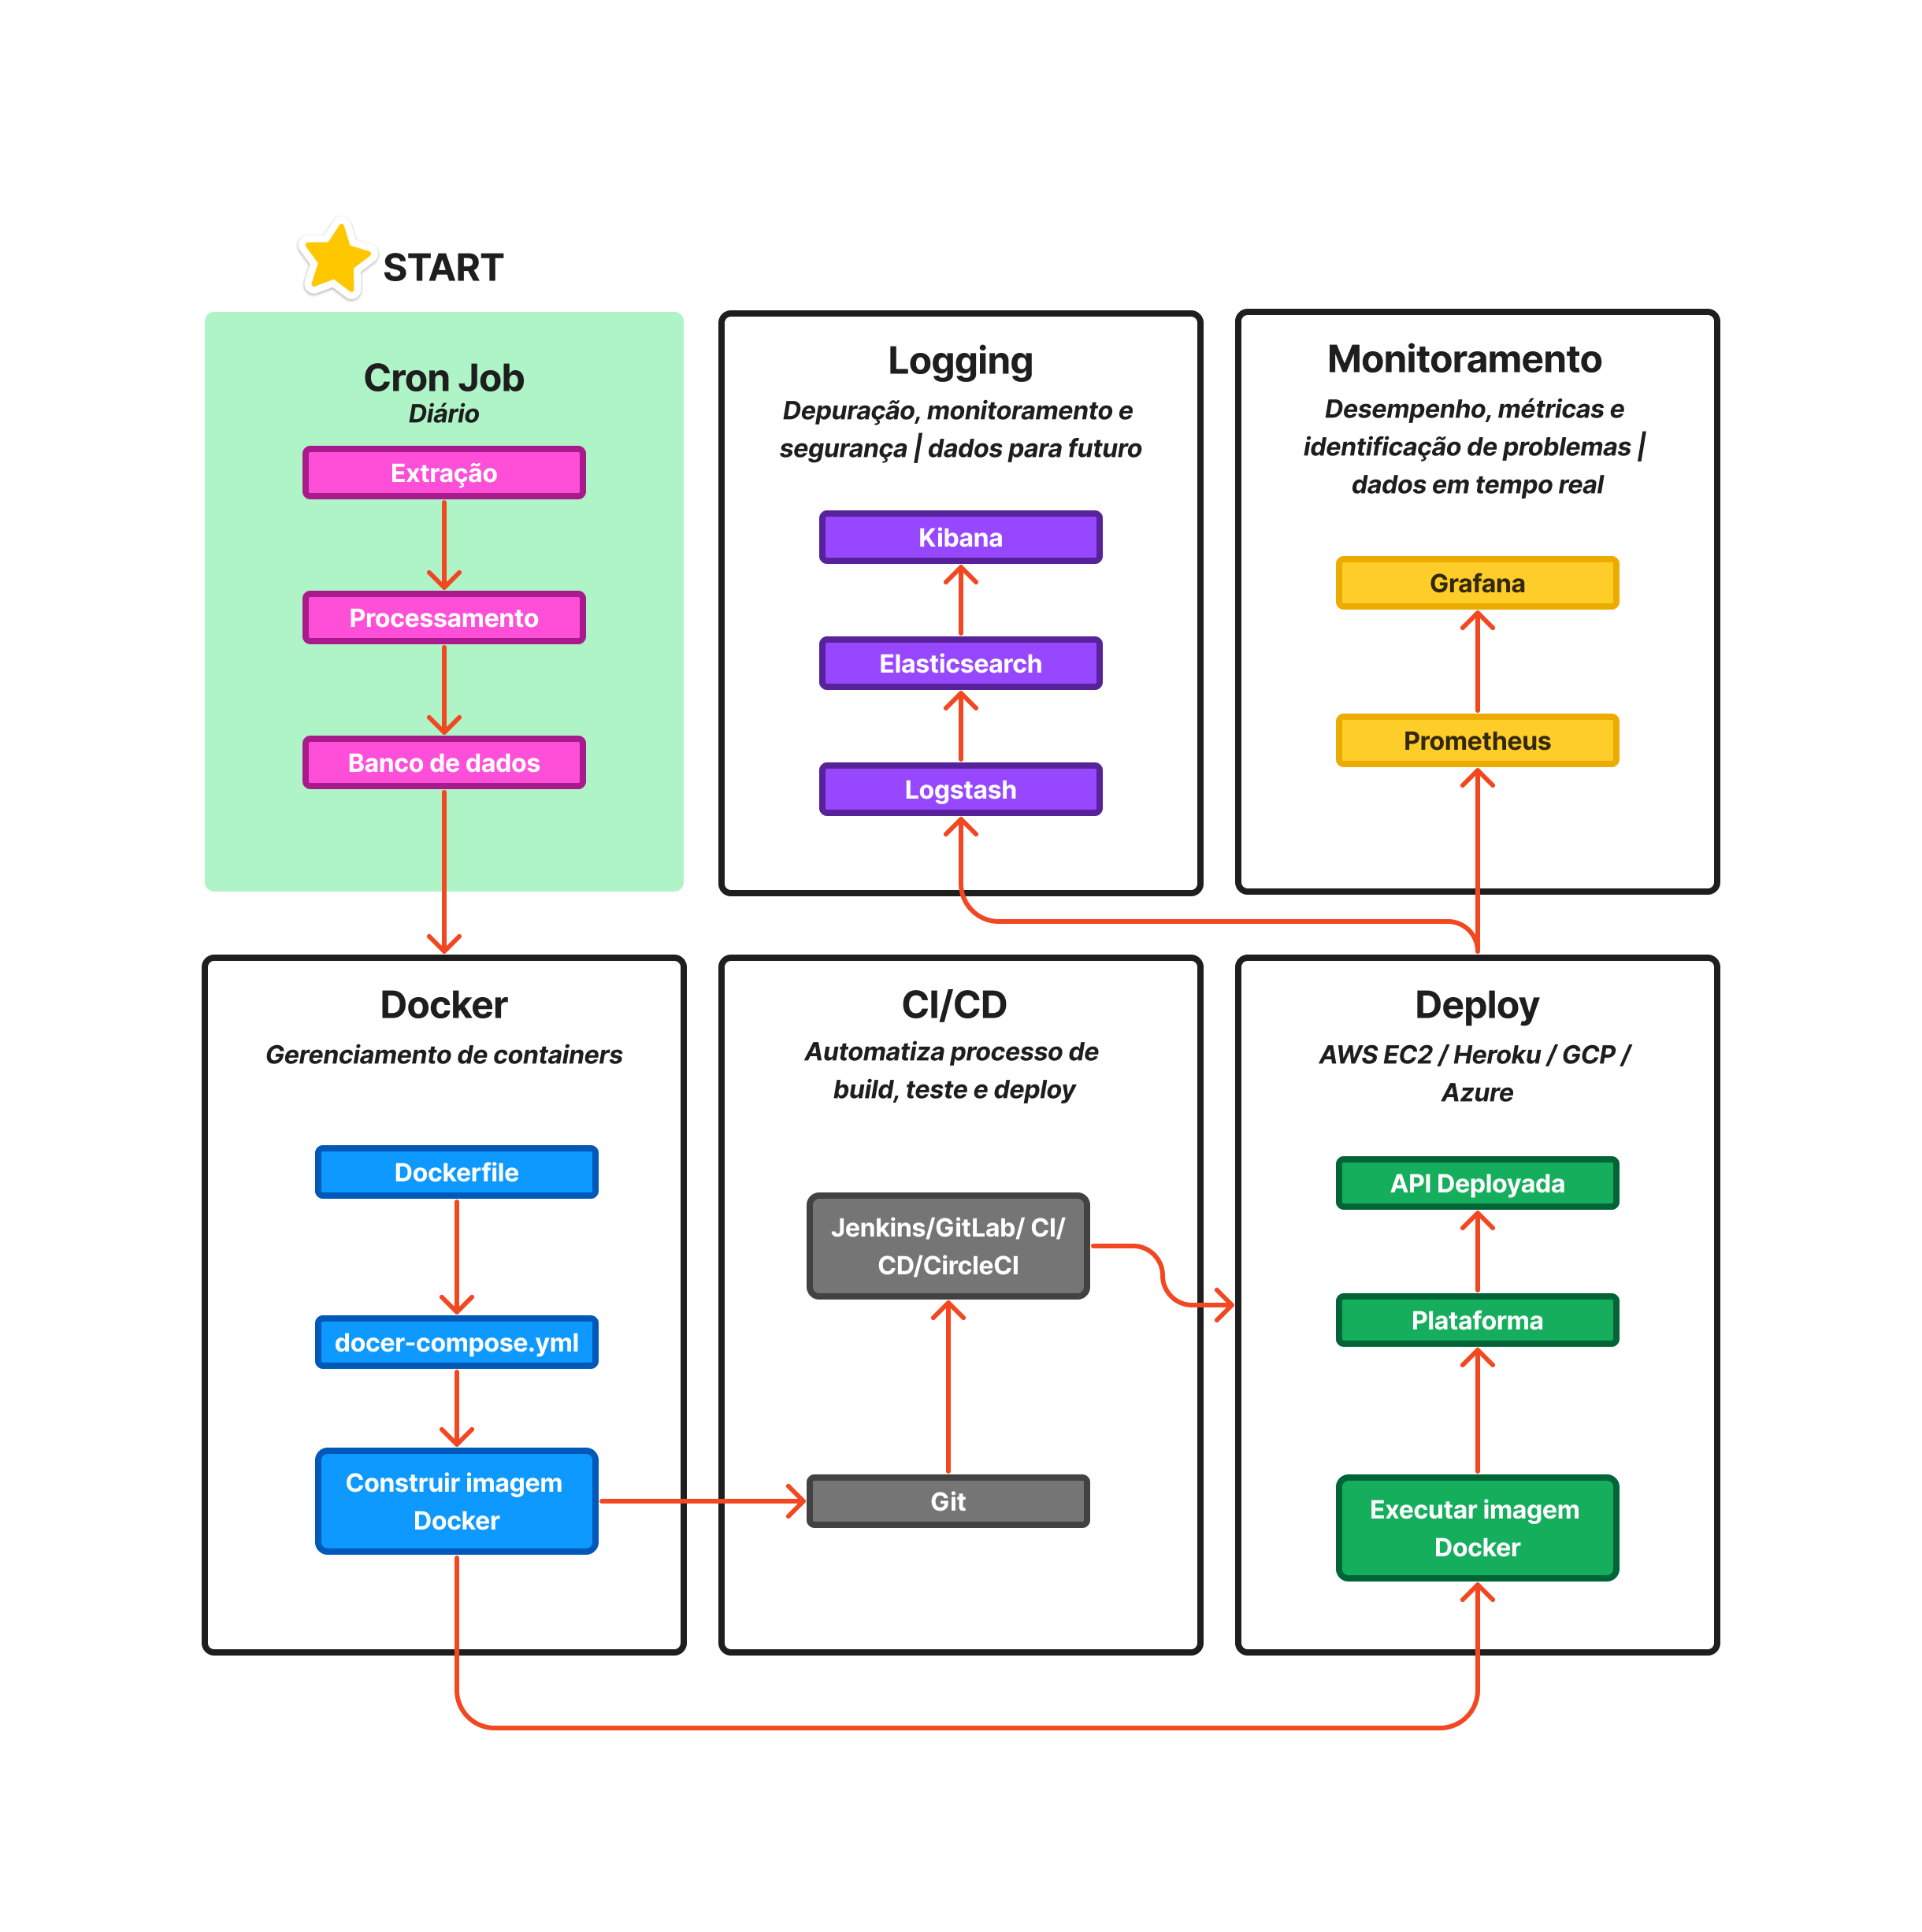 START
Cron Job
Diário
Extração
Processamento
Banco de dados
Logging
Depuração, monitoramento e
segurança | dados para futuro
Kibana
Elasticsearch
Logstash
Monitoramento
Desempenho, métricas e
identificação de problemas |
dados em tempo real
Grafana
Prometheus
Docker
Gerenciamento de containers
Dockerfile
docer-compose.yml
Construir imagem
Docker
CI/CD
Automatiza processo de
build, teste e deploy
Jenkins/GitLab/ CI/
CD/CircleCI
Git
Deploy
AWS EC2 / Heroku / GCP /
Azure
API Deployada
Plataforma
Executar imagem
Docker